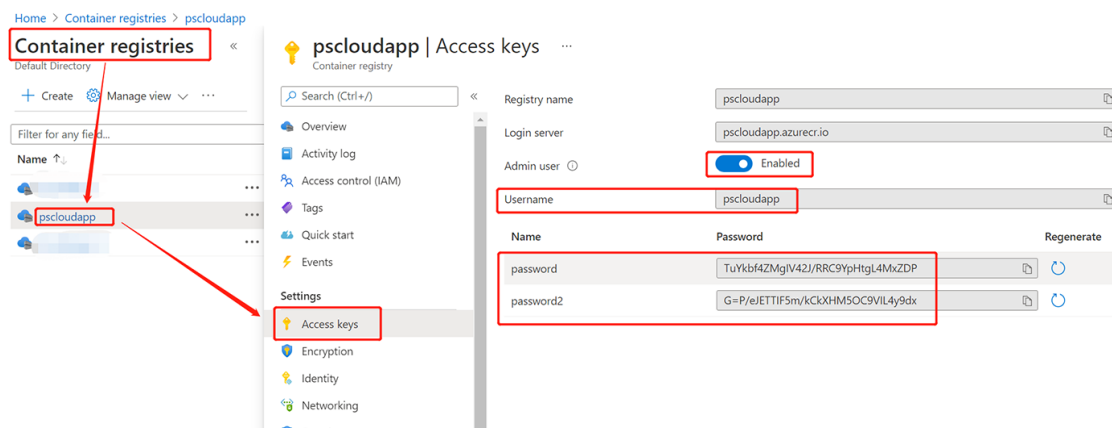 Home > Container registries > pscloudapp
Container registries «
Default Directory
+ Create Manage view ···
Filter for any field...
Name ↑↓
···
pscloudapp ···
···
pscloudapp | Access keys ···
Container registry
Search (Ctrl+/) «
Overview
Activity log
Access control (IAM)
Tags
Quick start
Events
Settings
Access keys
Encryption
Identity
Networking
Registry name pscloudapp
Login server pscloudapp.azurecr.io
Admin user Enabled
Username pscloudapp
Name Password Regenerate
password TuYkbf4ZMgIV42J/RRC9YpHtgL4MxZDP
password2 G=P/eJETTIF5m/kCkXHM5OC9VIL4y9dx